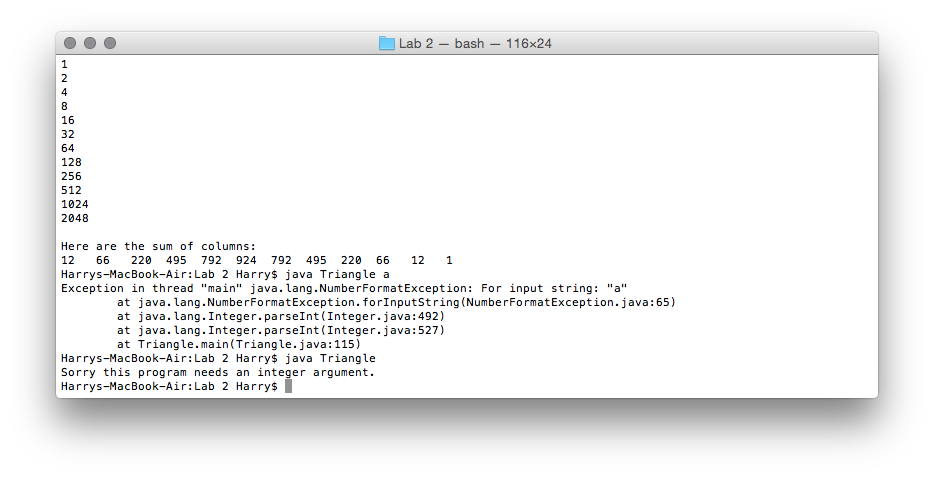 Lab 2 — bash — 116×24
1
2
4
8
16
32
64
128
256
512
1024
2048
Here are the sum of columns:
12   66   220  495  792  924  792  495  220  66   12   1
Harrys-MacBook-Air:Lab 2 Harry$ java Triangle a
Exception in thread "main" java.lang.NumberFormatException: For input string: "a"
        at java.lang.NumberFormatException.forInputString(NumberFormatException.java:65)
        at java.lang.Integer.parseInt(Integer.java:492)
        at java.lang.Integer.parseInt(Integer.java:527)
        at Triangle.main(Triangle.java:115)
Harrys-MacBook-Air:Lab 2 Harry$ java Triangle
Sorry this program needs an integer argument.
Harrys-MacBook-Air:Lab 2 Harry$